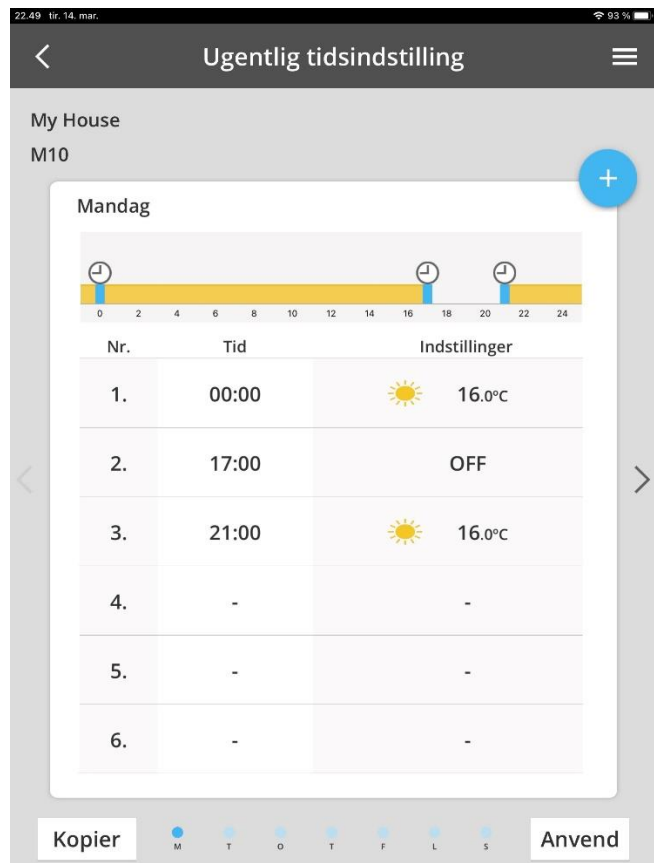 22.49 tir. 14. mar. 93 %
Ugentlig tidsindstilling
My House
M10
+
Mandag
0 2 4 6 8 10 12 14 16 18 20 22 24
Nr. Tid Indstillinger
1. 00:00 16.0°C
2. 17:00 OFF
3. 21:00 16.0°C
4. - -
5. - -
6. - -
Kopier M T O T F L S Anvend